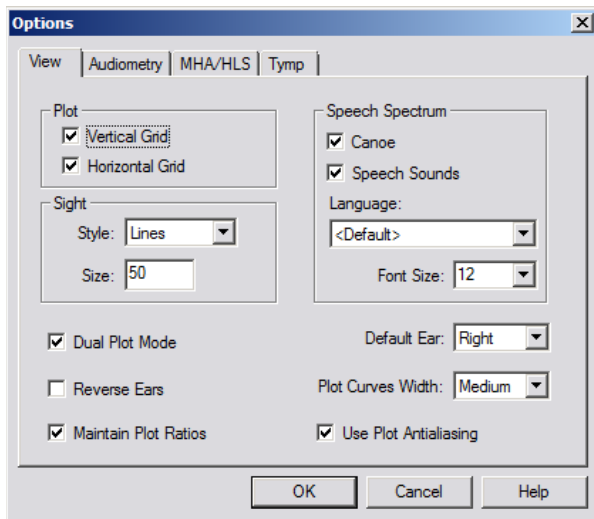 Options
View Audiometry MHA/HLS Tymp
Plot
Vertical Grid
Horizontal Grid
Sight
Style: Lines
Size: 50
Speech Spectrum
Canoe
Speech Sounds
Language:
<Default>
Font Size: 12
Dual Plot Mode
Default Ear: Right
Reverse Ears
Plot Curves Width: Medium
Maintain Plot Ratios
Use Plot Antialiasing
OK Cancel Help